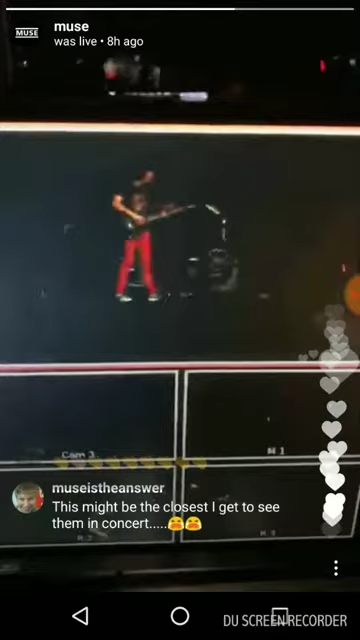 MUSE
muse
was live • 8h ago
Cam 3
M 1
museistheanswer
This might be the closest I get to see
them in concert.....😫😫
DU SCREEN RECORDER